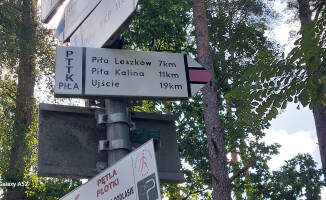 PTTK
PIŁA
Piła Leszków 7km
Piła Kalina 11km
Ujście 19km
PĘTLA
PŁOTKI
Galaxy A52